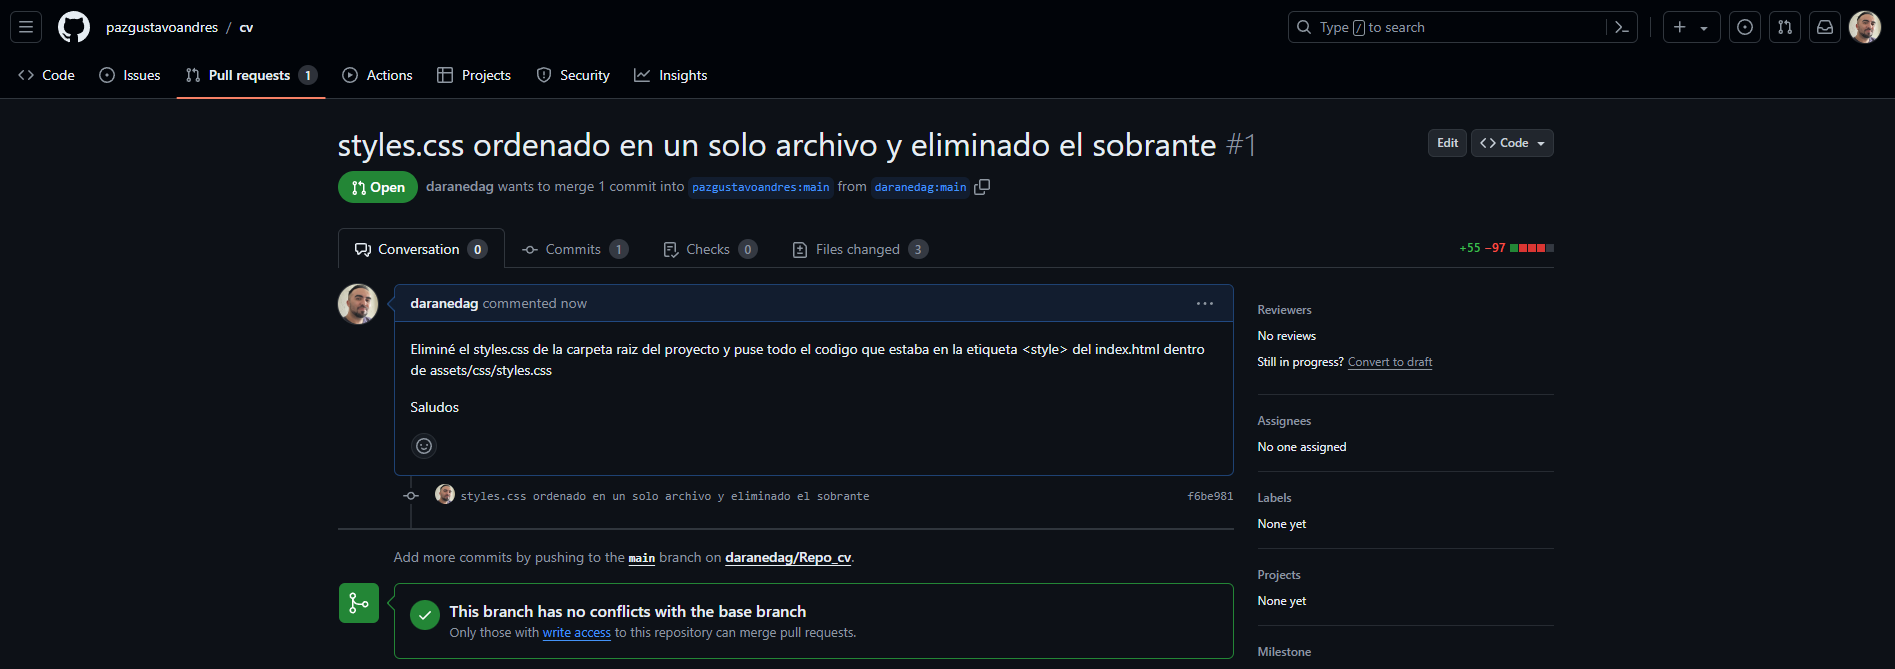 pazgustavoandres / cv
Type / to search
Code
Issues
Pull requests 1
Actions
Projects
Security
Insights
styles.css ordenado en un solo archivo y eliminado el sobrante #1
Edit
Code
Open
daranedag wants to merge 1 commit into pazgustavoandres:main from daranedag:main
Conversation 0
Commits 1
Checks 0
Files changed 3
+55 −97
daranedag commented now
Eliminé el styles.css de la carpeta raiz del proyecto y puse todo el codigo que estaba en la etiqueta <style> del index.html dentro
de assets/css/styles.css
Saludos
styles.css ordenado en un solo archivo y eliminado el sobrante
f6be981
Add more commits by pushing to the main branch on daranedag/Repo_cv.
This branch has no conflicts with the base branch
Only those with write access to this repository can merge pull requests.
Reviewers
No reviews
Still in progress? Convert to draft
Assignees
No one assigned
Labels
None yet
Projects
None yet
Milestone